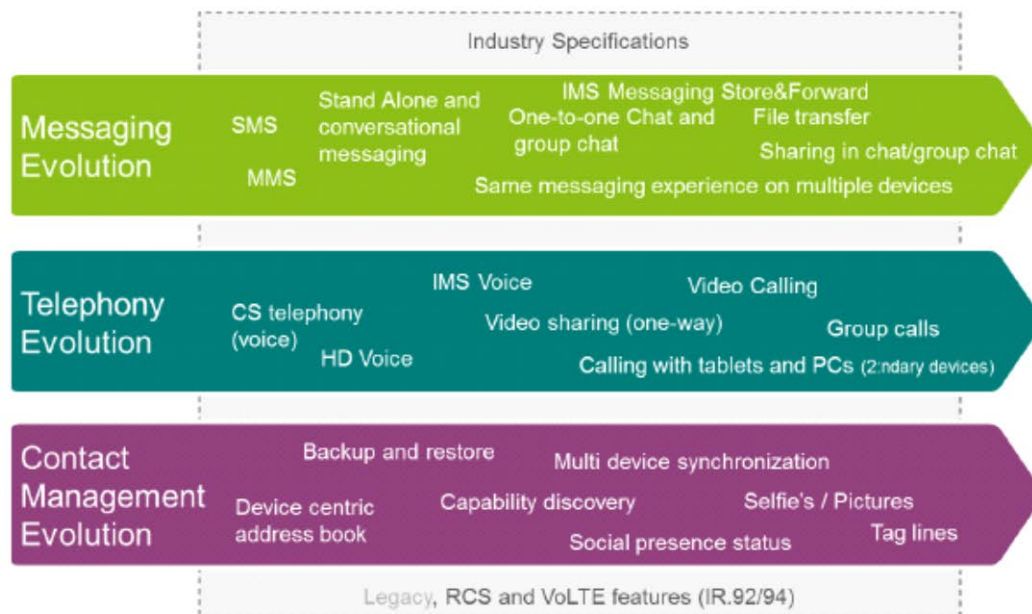 Industry Specifications
Messaging
Evolution
SMS
MMS
Stand Alone and
conversational
messaging
IMS Messaging Store&Forward
One-to-one Chat and
group chat
File transfer
Sharing in chat/group chat
Same messaging experience on multiple devices
Telephony
Evolution
CS telephony
(voice)
HD Voice
IMS Voice
Video sharing (one-way)
Video Calling
Group calls
Calling with tablets and PCs (2:ndary devices)
Contact
Management
Evolution
Backup and restore
Device centric
address book
Capability discovery
Multi device synchronization
Social presence status
Selfie's / Pictures
Tag lines
Legacy, RCS and VoLTE features (IR.92/94)